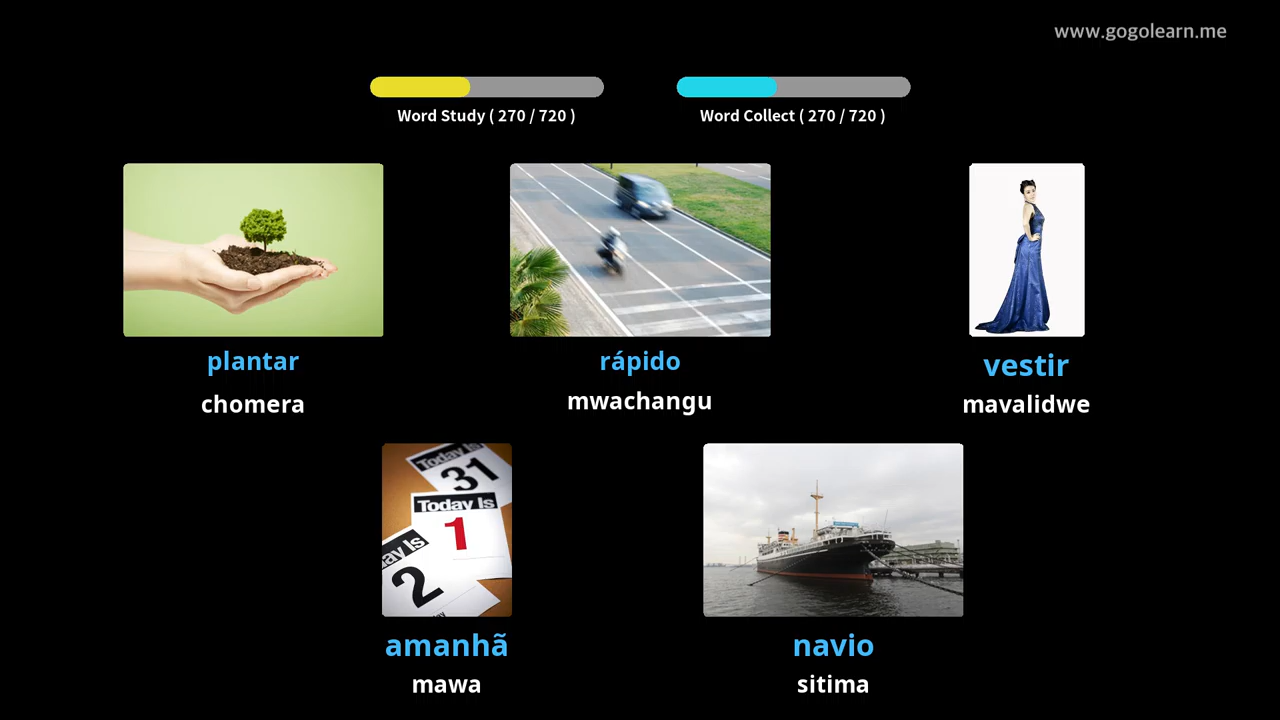 www.gogolearn.me
Word Study ( 270 / 720 )
Word Collect ( 270 / 720 )
plantar
chomera
rápido
mwachangu
vestir
mavalidwe
Today Is
31
Today Is
1
ay Is
2
amanhã
mawa
navio
sitima